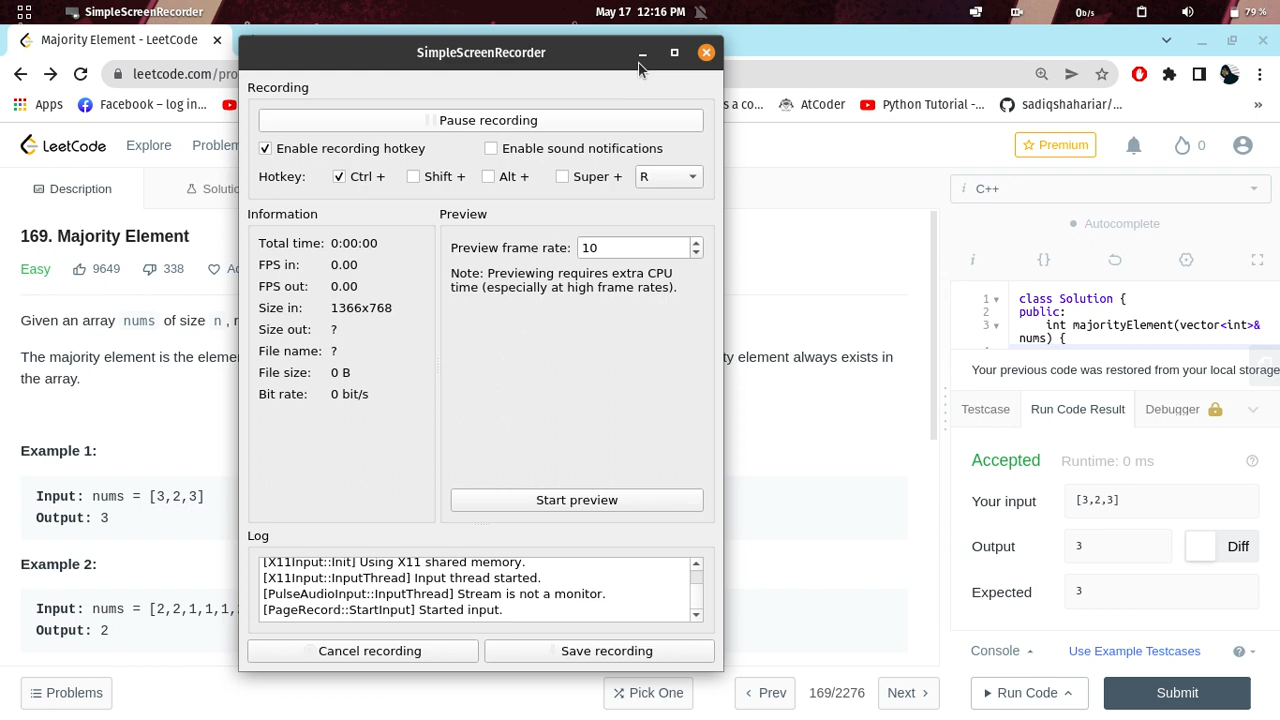 SimpleScreenRecorder
May 17 12:16 PM
0b/s
79 %
Majority Element - LeetCode
leetcode.com/pro
Apps
Facebook – log in...
s a co...
AtCoder
Python Tutorial -...
sadiqshahariar/...
»
LeetCode
Explore
Problem
Premium
0
Description
Solutio
169. Majority Element
Easy
9649
338
Ad
Given an array nums of size n, r
The majority element is the eleme
ty element always exists in
the array.
Example 1:
Input: nums = [3,2,3]
Output: 3
Example 2:
Input: nums = [2,2,1,1,1,
Output: 2
Problems
Pick One
Prev
169/2276
Next
SimpleScreenRecorder
Recording
Pause recording
Enable recording hotkey
Enable sound notifications
Hotkey:
Ctrl +
Shift +
Alt +
Super +
R
Information
Total time: 0:00:00
FPS in: 0.00
FPS out: 0.00
Size in: 1366x768
Size out: ?
File name: ?
File size: 0 B
Bit rate: 0 bit/s
Preview
Preview frame rate: 10
Note: Previewing requires extra CPU
time (especially at high frame rates).
Start preview
Log
[X11Input::Init] Using X11 shared memory.
[X11Input::InputThread] Input thread started.
[PulseAudioInput::InputThread] Stream is not a monitor.
[PageRecord::StartInput] Started input.
Cancel recording
Save recording
i C++
Autocomplete
i {}
1 class Solution {
2 public:
3 int majorityElement(vector<int>&
nums) {
Your previous code was restored from your local storage
Testcase
Run Code Result
Debugger
Accepted
Runtime: 0 ms
Your input
[3,2,3]
Output
3
Diff
Expected
3
Console
Use Example Testcases
Run Code
Submit